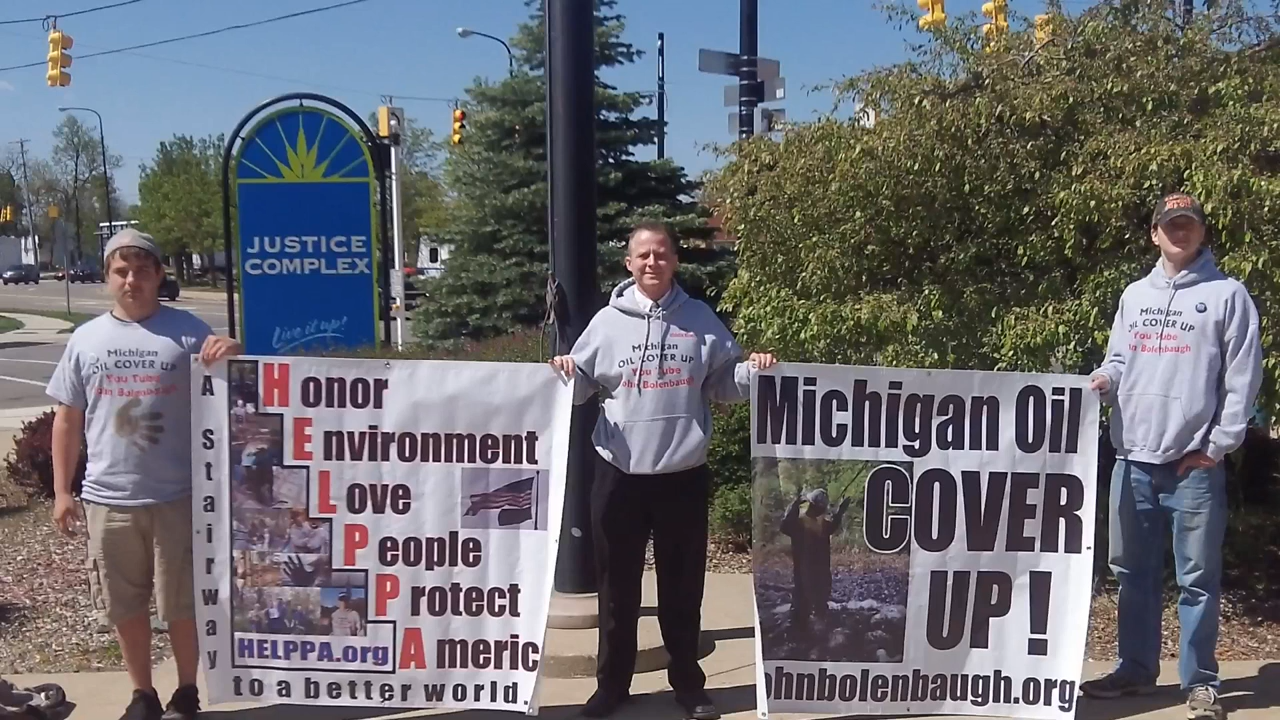 JUSTICE
COMPLEX
Live it up!
Michigan
OIL COVER UP
You Tube
John Bolenbaugh
A Stairway
Honor
Environment
Love
People
Protect
Americ
HELPPA.org
to a better world.
Michigan
OIL COVER UP
You Tube
John Bolenbaugh
Michigan Oil
COVER
UP!
ohnbolenbaugh.org
Michigan
OIL COVER UP
You Tube
hn Bolenbaugh